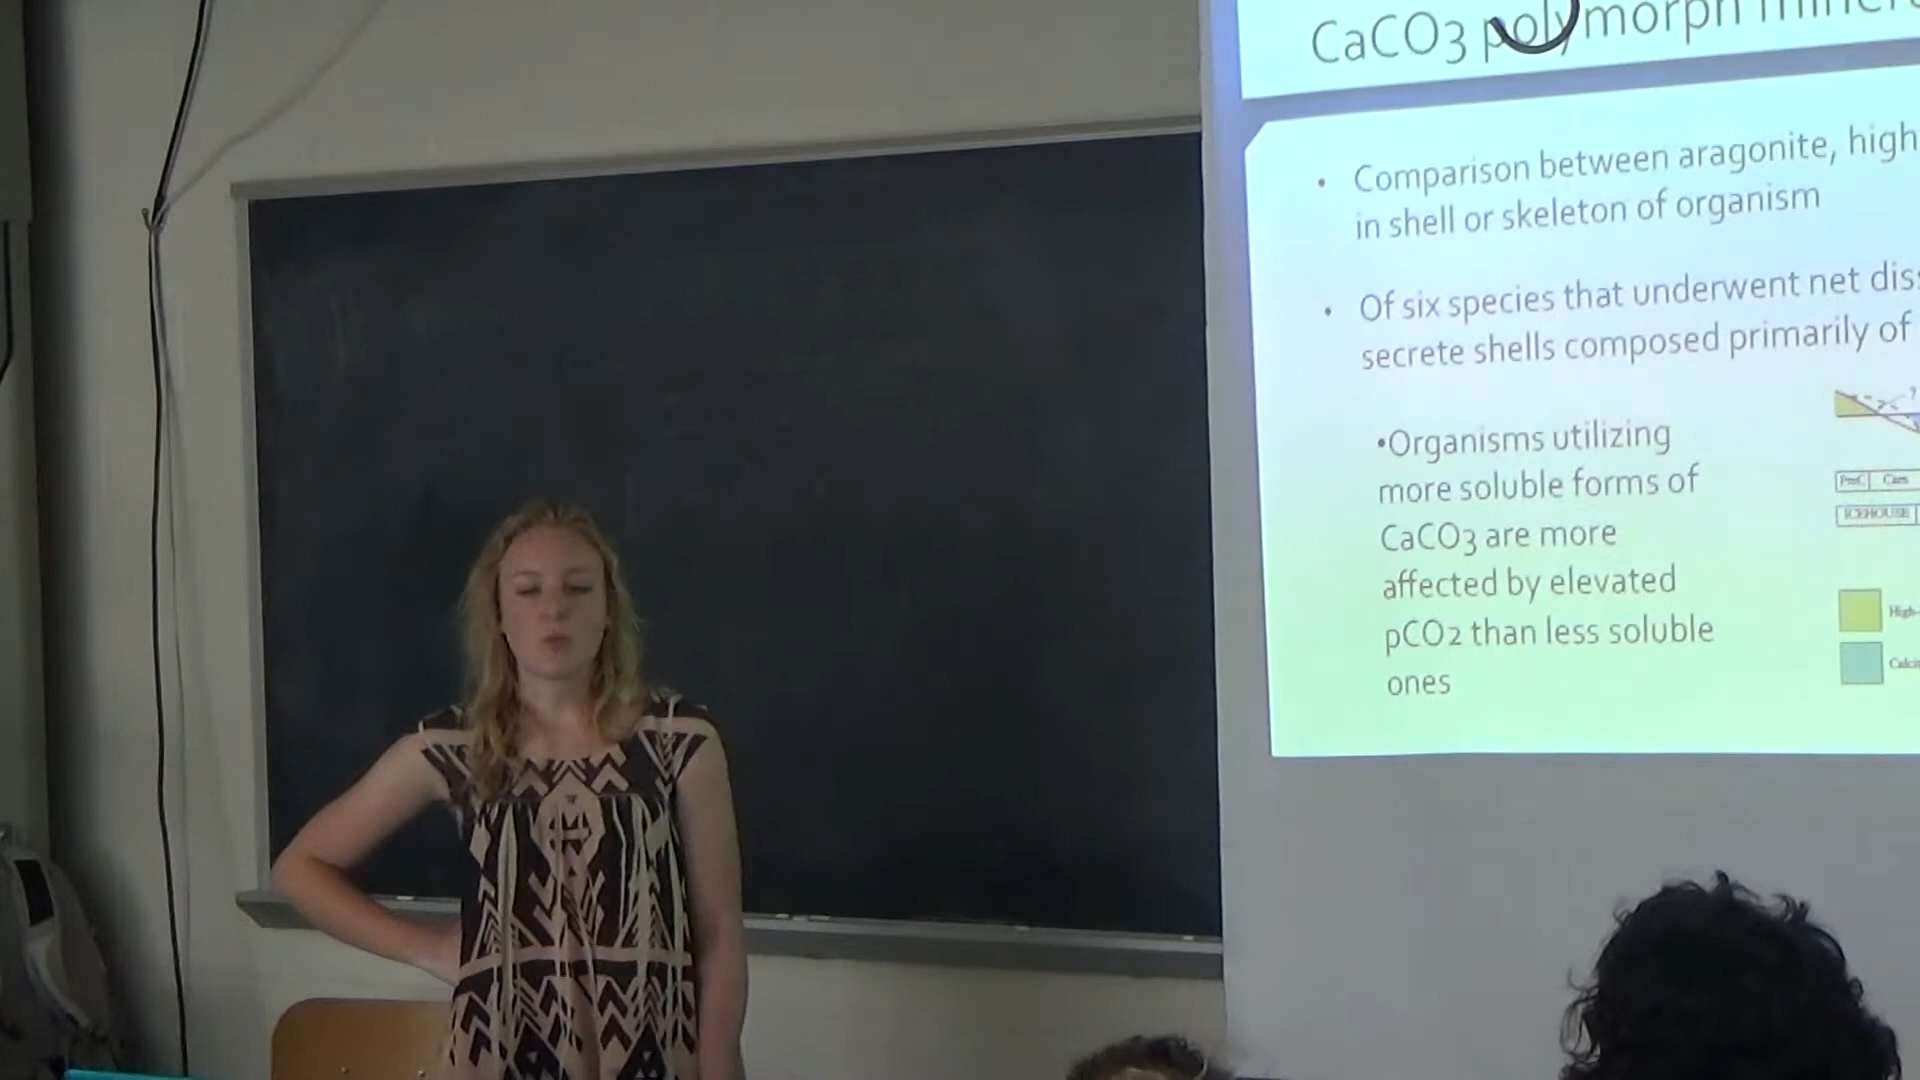 CaCO3 polymorph
• Comparison between aragonite, high
in shell or skeleton of organism
• Of six species that underwent net
secrete shells composed primarily of
•Organisms utilizing
more soluble forms of
CaCO3 are more
affected by elevated
pCO2 than less soluble
ones
Cam
ICEHOUSE
High-